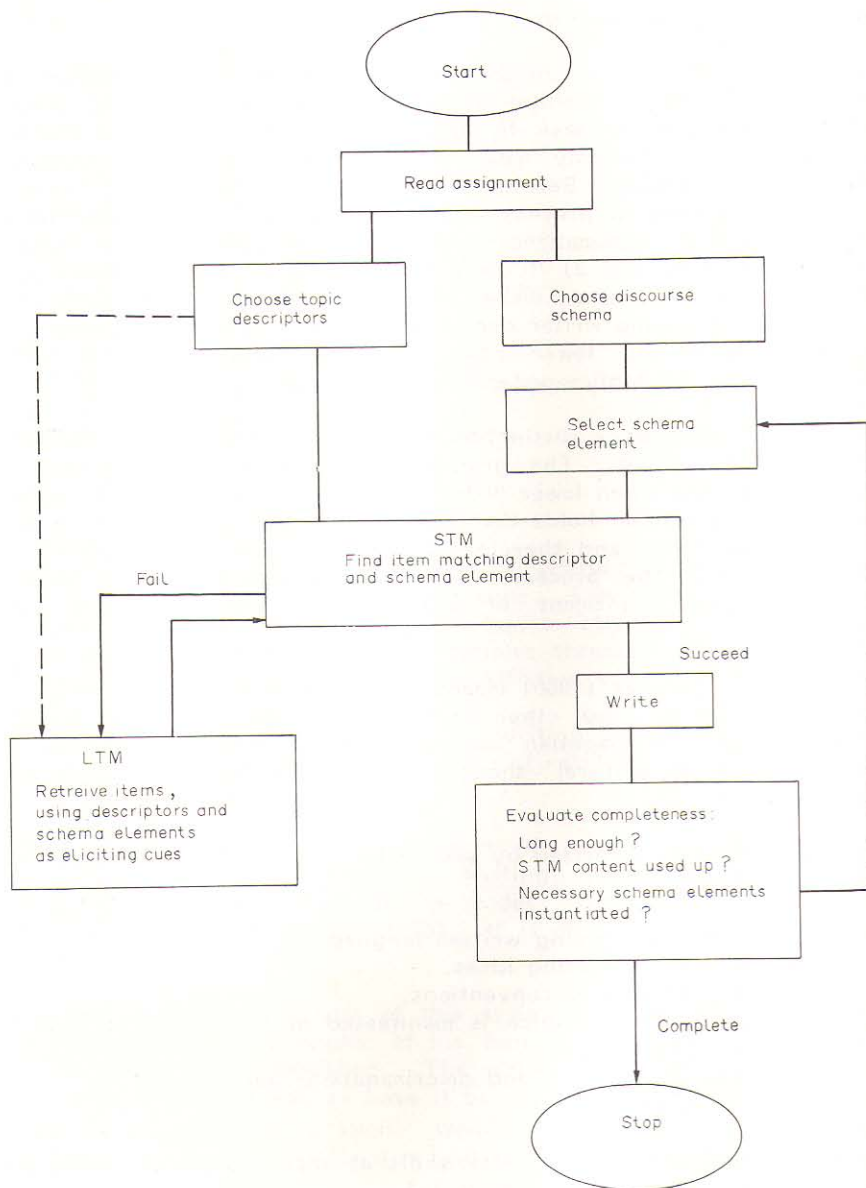 Start
Read assignment
Choose topic
descriptors
Choose discourse
schema
Select schema
element
STM
Find item matching descriptor
and schema element
Fail
Succeed
Write
LTM
Retreive items,
using descriptors and
schema elements
as eliciting cues
Evaluate completeness:
Long enough?
STM content used up?
Necessary schema elements
instantiated?
Complete
Stop